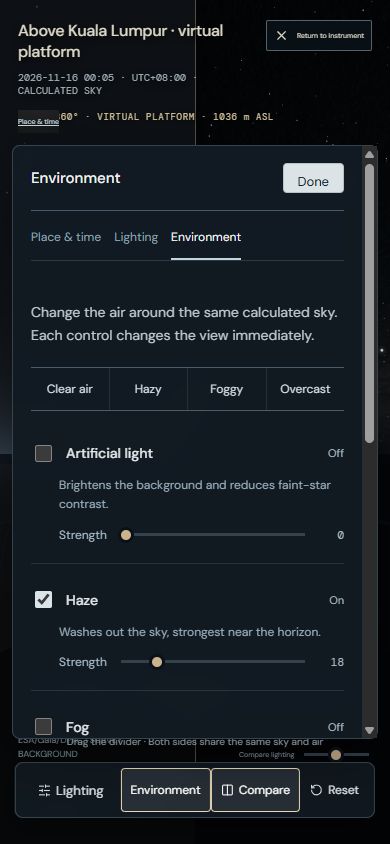 Above Kuala Lumpur · virtual
platform
Return to Instrument
2026-11-16 00:05 · UTC+08:00 ·
CALCULATED SKY
Place & time
60° · VIRTUAL PLATFORM · 1036 m ASL
Environment
Done
Place & time Lighting Environment
Change the air around the same calculated sky.
Each control changes the view immediately.
Clear air Hazy Foggy Overcast
Artificial light Off
Brightens the background and reduces faint-star
contrast.
Strength 0
Haze On
Washes out the sky, strongest near the horizon.
Strength 18
Fog Off
Drag the divider · Both sides share the same sky and air
BACKGROUND
Compare lighting
Lighting Environment Compare Reset